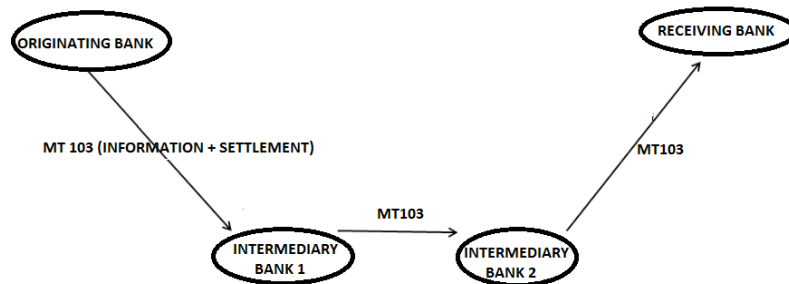 ORIGINATING BANK
RECEIVING BANK
MT 103 (INFORMATION + SETTLEMENT)
MT103
MT103
INTERMEDIARY
BANK 1
INTERMEDIARY
BANK 2